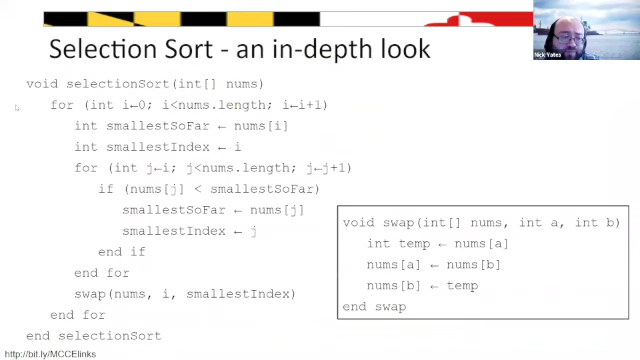 Selection Sort - an in-depth look
void selectionSort(int[] nums)
for (int i←0; i<nums.length; i←i+1)
int smallestSoFar ← nums[i]
int smallestIndex ← i
for (int j←i; j<nums.length; j←j+1)
if (nums[j] < smallestSoFar)
smallestSoFar ← nums[j]
smallestIndex ← j
end if
end for
swap(nums, i, smallestIndex)
end for
end selectionSort
void swap(int[] nums, int a, int b)
int temp ← nums[a]
nums[a] ← nums[b]
nums[b] ← temp
end swap
http://bit.ly/MCCElinks
Nick Yates